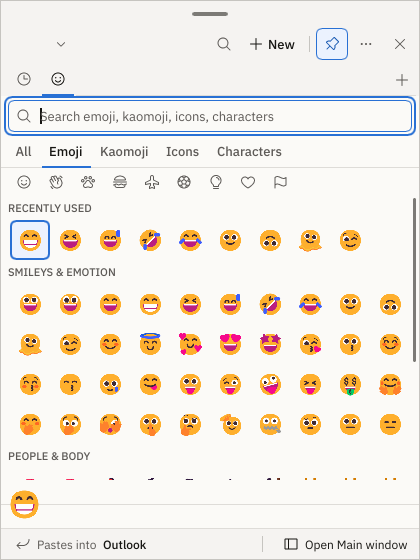 New
Search emoji, kaomoji, icons, characters
All Emoji Kaomoji Icons Characters
RECENTLY USED
SMILEYS & EMOTION
PEOPLE & BODY
Pastes into Outlook Open Main window